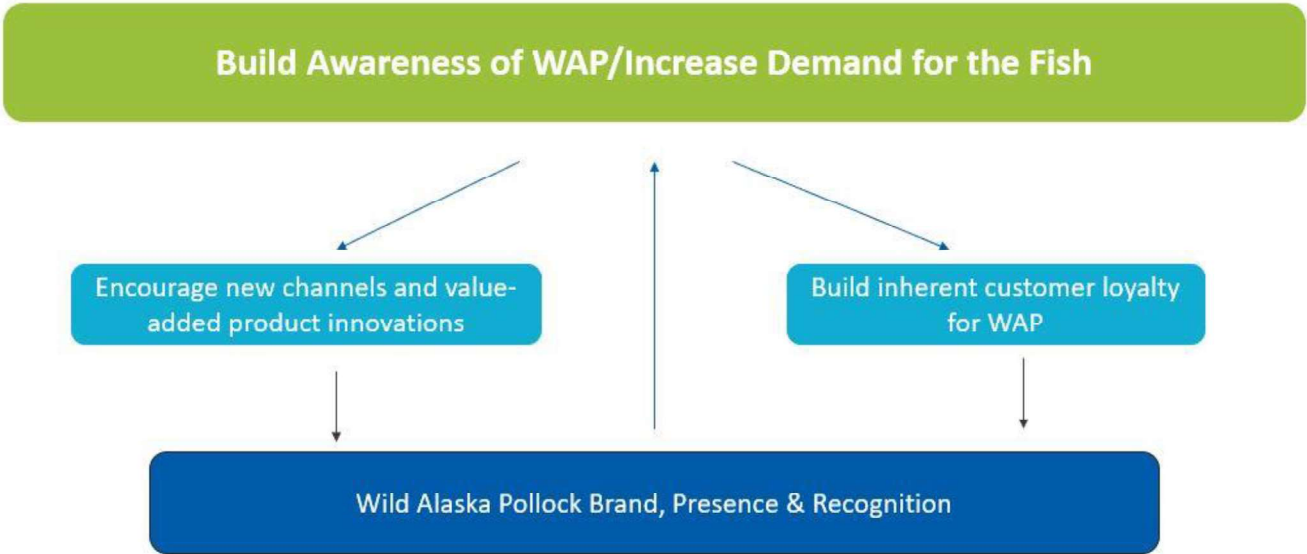 Build Awareness of WAP/Increase Demand for the Fish
Encourage new channels and value-
added product innovations
Build inherent customer loyalty
for WAP
Wild Alaska Pollock Brand, Presence & Recognition